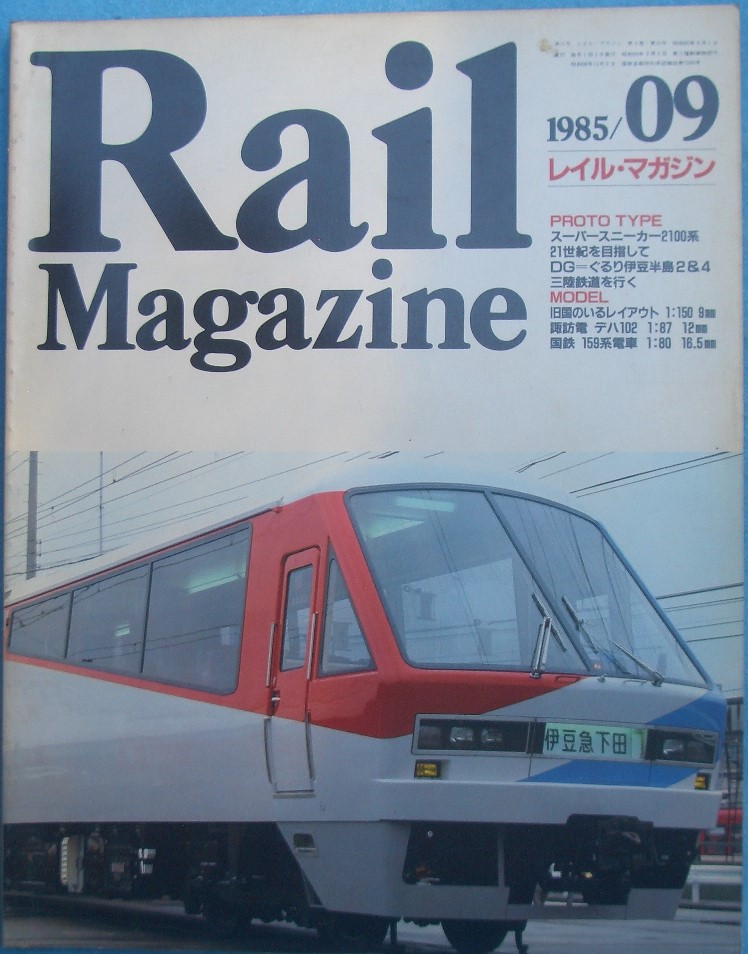 Rail
Magazine
1985/09
レイル・マガジン
PROTO TYPE
スーパースニーカー2100系
21世紀を目指して
DG=ぐるり伊豆半島2&4
三陸鉄道を行く
MODEL
旧国のいるレイアウト 1:150 9mm
諏訪電 デハ102 1:87 12mm
国鉄 159系電車 1:80 16.5mm
伊豆急下田